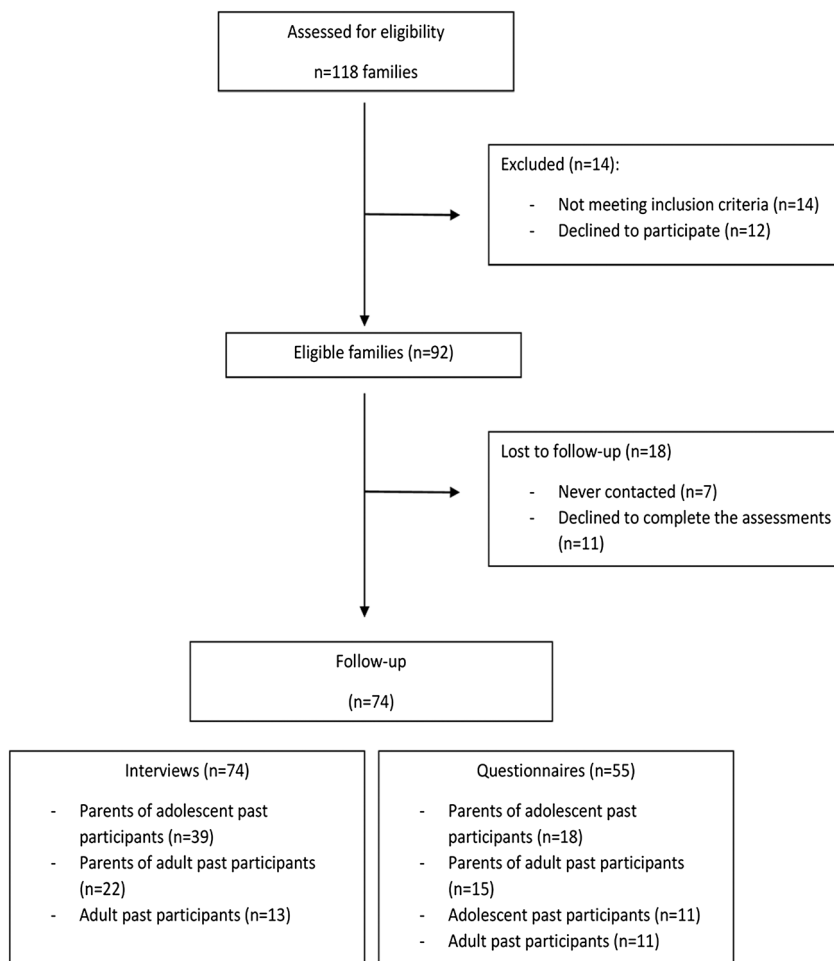 Assessed for eligibility
n=118 families
Excluded (n=14):
- Not meeting inclusion criteria (n=14)
- Declined to participate (n=12)
Eligible families (n=92)
Lost to follow-up (n=18)
- Never contacted (n=7)
- Declined to complete the assessments
(n=11)
Follow-up
(n=74)
Interviews (n=74)
- Parents of adolescent past
participants (n=39)
- Parents of adult past participants
(n=22)
- Adult past participants (n=13)
Questionnaires (n=55)
- Parents of adolescent past
participants (n=18)
- Parents of adult past participants
(n=15)
- Adolescent past participants (n=11)
- Adult past participants (n=11)